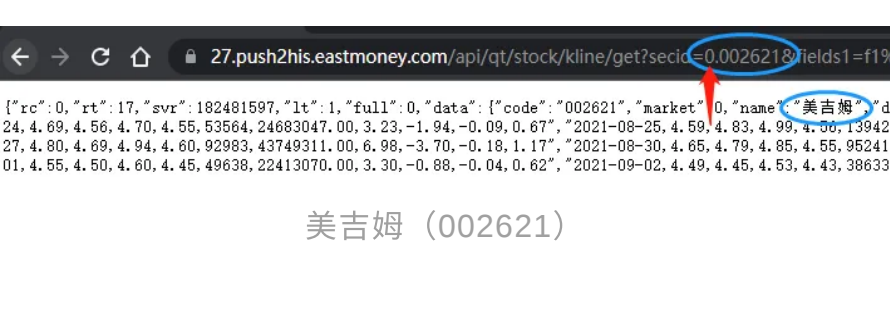 27.push2his.eastmoney.com/api/qt/stock/kline/get?secid=0.002621&fields1=f1%
{"rc":0,"rt":17,"svr":182481597,"lt":1,"full":0,"data":{"code":"002621","market":0,"name":"美吉姆","d
24,4.69,4.56,4.70,4.55,53564,24683047.00,3.23,-1.94,-0.09,0.67","2021-08-25,4.59,4.83,4.99,4.56,13942
27,4.80,4.69,4.94,4.60,92983,43749311.00,6.98,-3.70,-0.18,1.17","2021-08-30,4.65,4.79,4.85,4.55,95241
01,4.55,4.50,4.60,4.45,49638,22413070.00,3.30,-0.88,-0.04,0.62","2021-09-02,4.49,4.45,4.53,4.43,38633
美吉姆（002621）